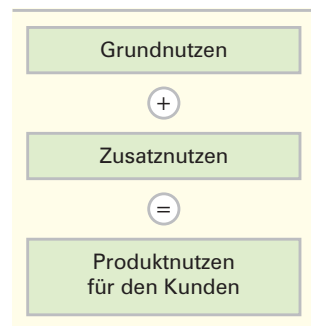 Grundnutzen
+
Zusatznutzen
=
Produktnutzen
für den Kunden